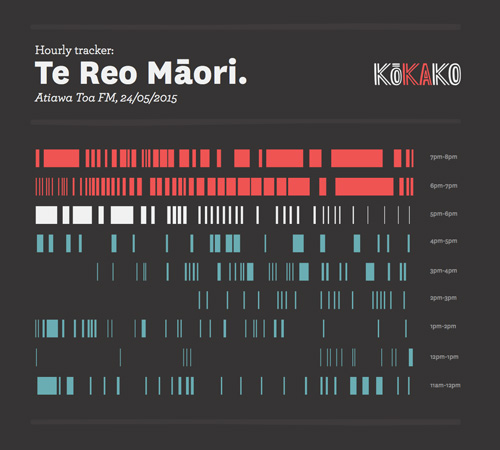 Hourly tracker:
Te Reo Māori.
Atiawa Toa FM, 24/05/2015
KōKAKO
7pm-8pm
6pm-7pm
5pm-6pm
4pm-5pm
3pm-4pm
2pm-3pm
1pm-2pm
12pm-1pm
11am-12pm